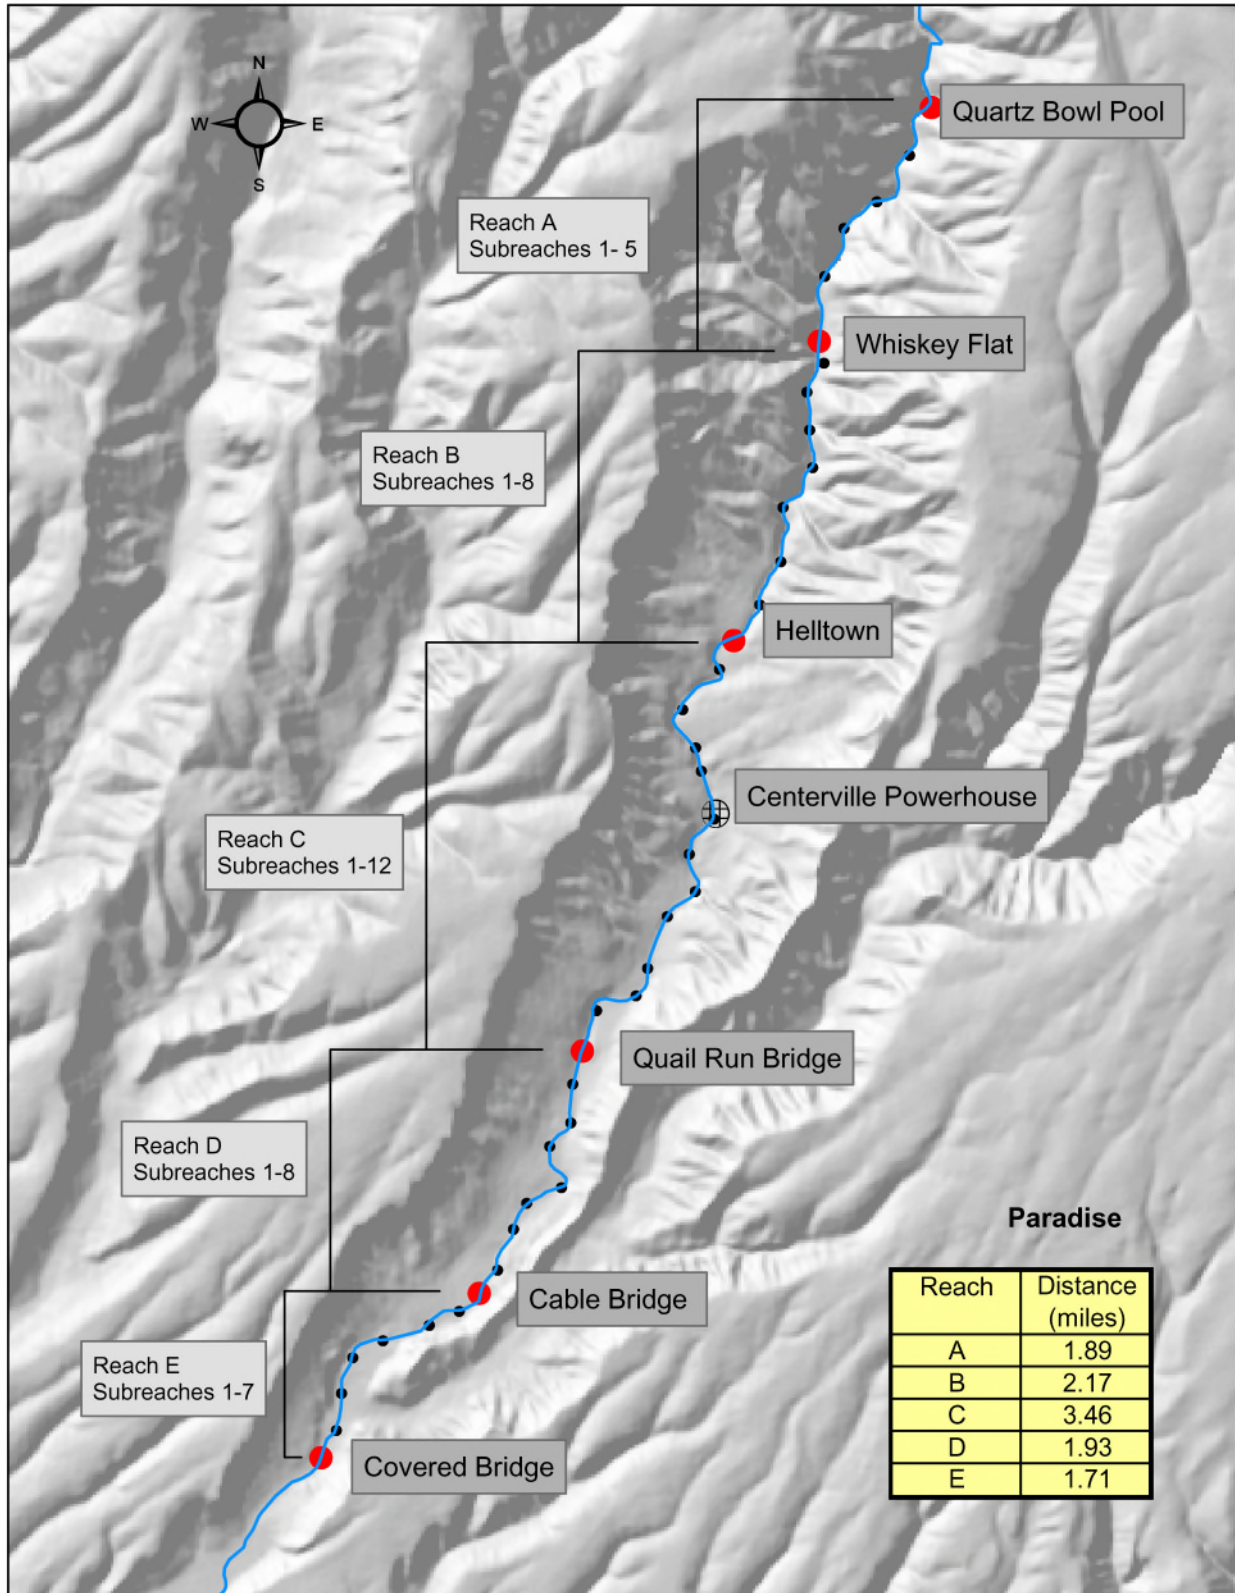 N
W E
S
Quartz Bowl Pool
Reach A
Subreaches 1- 5
Whiskey Flat
Reach B
Subreaches 1-8
Helltown
Centerville Powerhouse
Reach C
Subreaches 1-12
Quail Run Bridge
Reach D
Subreaches 1-8
Paradise
Cable Bridge
Reach E
Subreaches 1-7
Covered Bridge
Reach Distance
(miles)
A 1.89
B 2.17
C 3.46
D 1.93
E 1.71